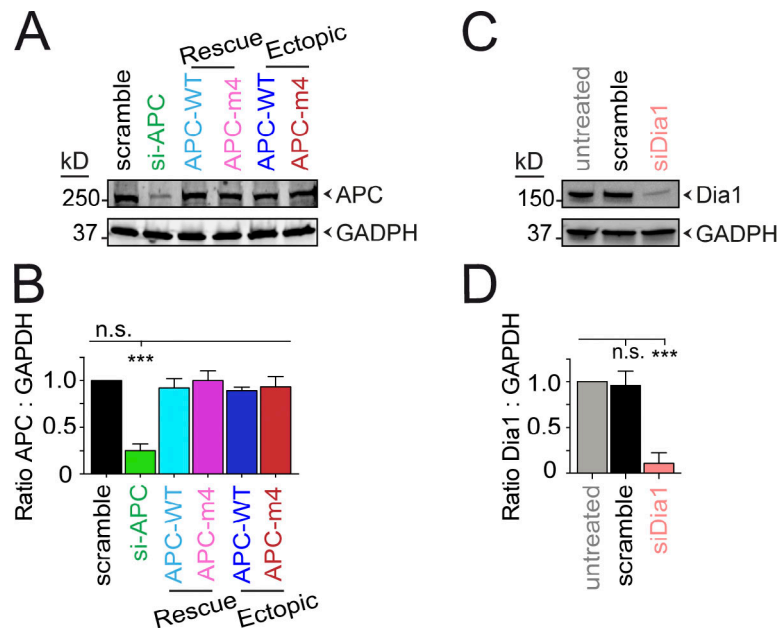 A
Rescue
Ectopic
scramble
si-APC
APC-WT
APC-m4
APC-WT
APC-m4
kD
250
APC
37
GADPH
B
n.s.
***
Ratio APC : GAPDH
1.0
0.5
0
scramble
si-APC
APC-WT
APC-m4
APC-WT
APC-m4
Rescue
Ectopic
C
untreated
scramble
siDia1
kD
150
Dia1
37
GADPH
D
n.s.
***
Ratio Dia1 : GAPDH
1.0
0.5
0
untreated
scramble
siDia1